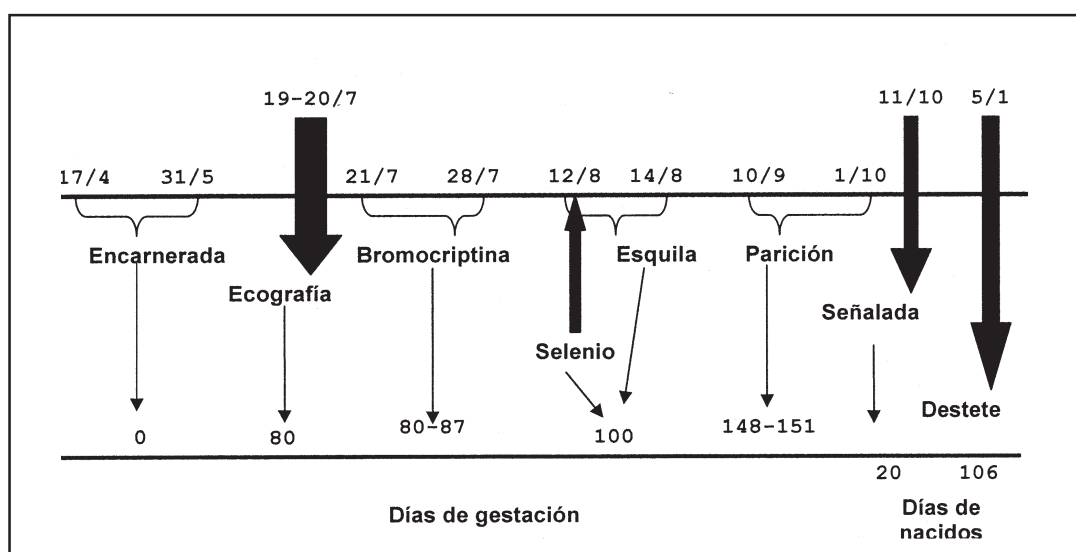 19-20/7 11/10 5/1
17/4 31/5 21/7 28/7 12/8 14/8 10/9 1/10
Encarnerada Bromocriptina Esquila Parición
Ecografía Señalada
Selenio
Destete
0 80 80-87 100 148-151
20 106
Días de gestación Días de
nacidos